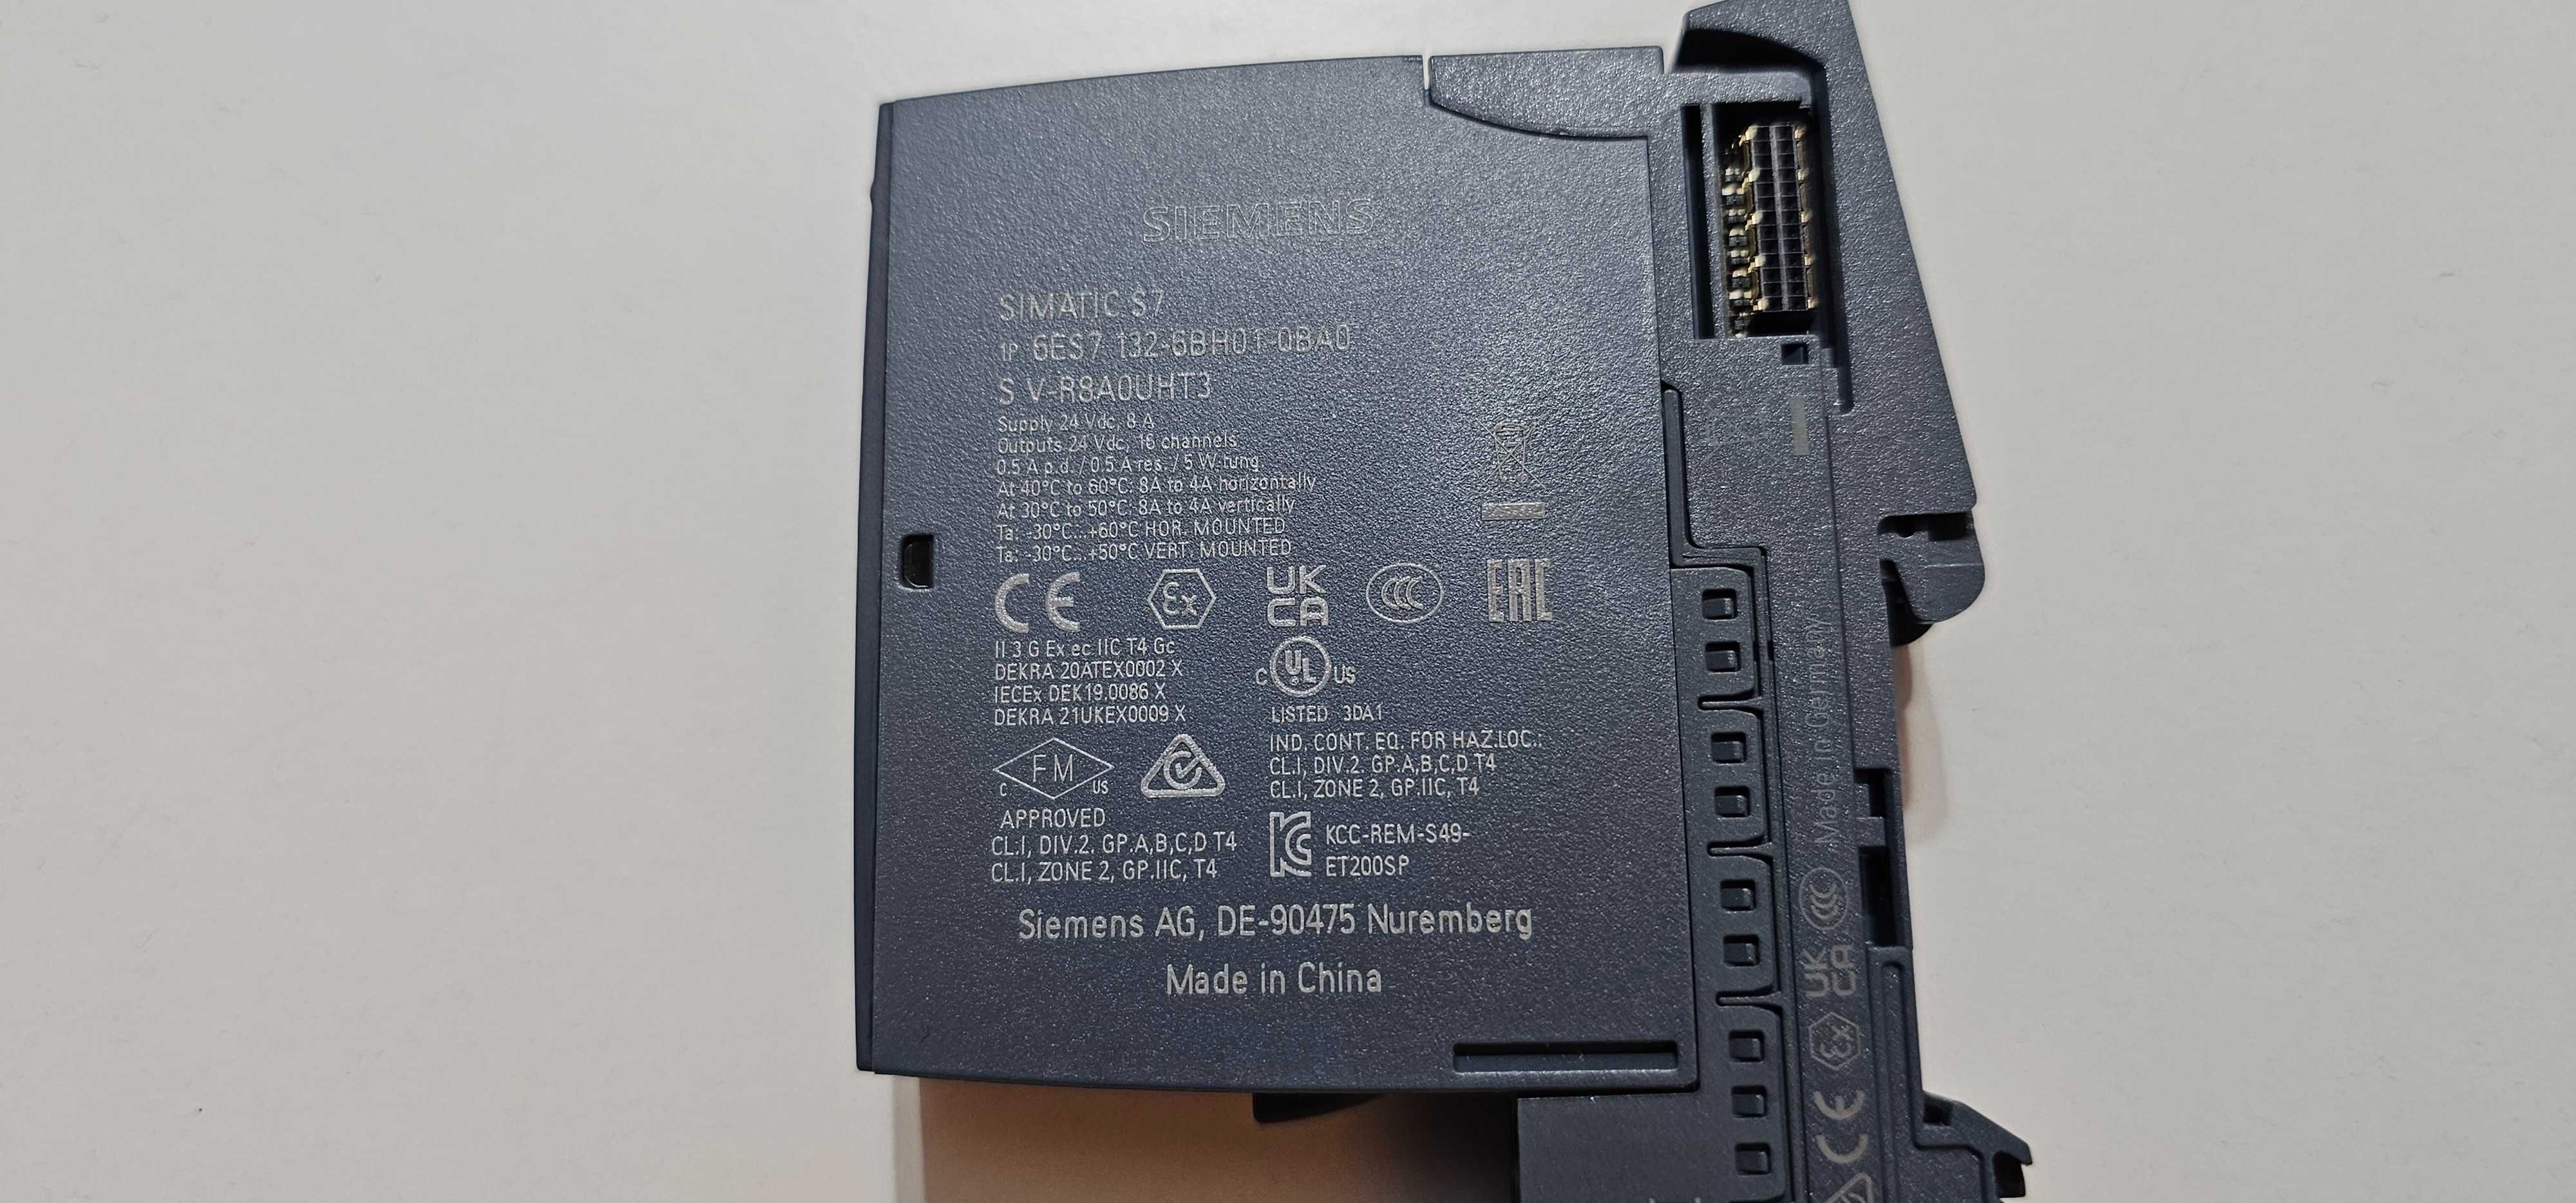 SIEMENS
SIMATIC S7
1P 6ES7 132-6BH01-0BA0
S V-R8A0UHT3
Supply 24 Vdc, 8 A
Outputs 24 Vdc, 16 channels
0.5 A p.d. / 0.5 A res. / 5 W tung.
At 40°C to 60°C: 8A to 4A horizontally
At 30°C to 50°C: 8A to 4A vertically
Ta: -30°C...+60°C HOR. MOUNTED
Ta: -30°C...+50°C VERT. MOUNTED
CE Ex UK CA CCC EAC
II 3 G Ex ec IIC T4 Gc
DEKRA 20ATEX0002 X
IECEx DEK19.0086 X
DEKRA 21UKEX0009 X
C UL US
LISTED 3DA1
IND. CONT. EQ. FOR HAZ.LOC.:
CL.I, DIV.2, GP.A,B,C,D T4
CL.I, ZONE 2, GP.IIC, T4
C FM US
APPROVED
CL.I, DIV.2. GP.A,B,C,D T4
CL.I, ZONE 2, GP.IIC, T4
KC KCC-REM-S49-
ET200SP
Siemens AG, DE-90475 Nuremberg
Made in China
CE Ex UK CA CCC Made in Germany